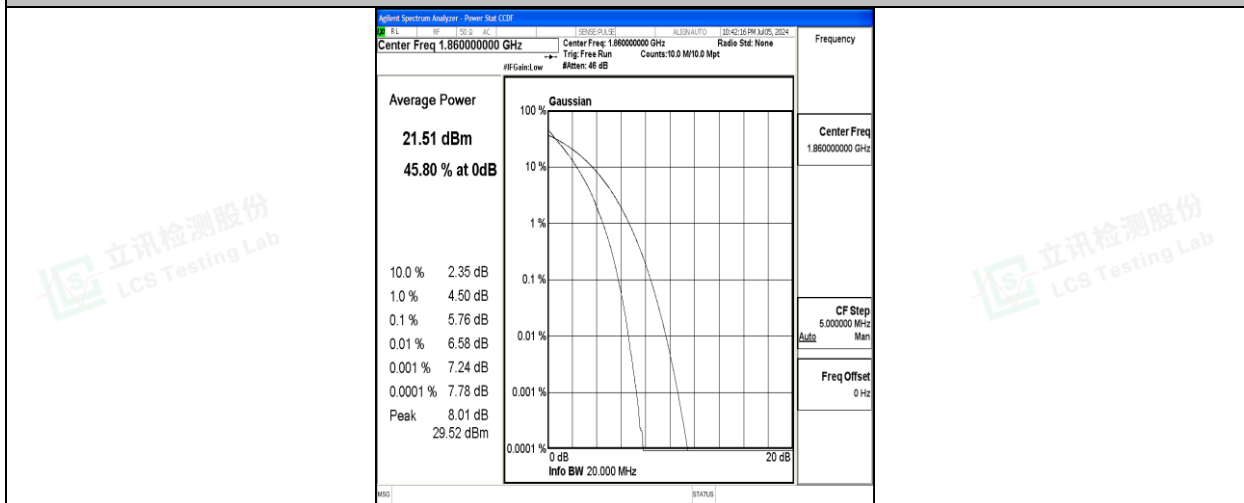 Agilent Spectrum Analyzer - Power Stat CCDF
RL RF 50 Ω AC SENSE:PULSE ALIGNAUTO 10:42:16 PM Jul 05, 2024
Center Freq 1.860000000 GHz
Center Freq: 1.860000000 GHz Radio Std: None
Trig: Free Run Counts:10.0 M/10.0 Mpt
#IFGain:Low #Atten: 46 dB
Frequency
Average Power
21.51 dBm
45.80 % at 0dB
10.0 % 2.35 dB
1.0 % 4.50 dB
0.1 % 5.76 dB
0.01 % 6.58 dB
0.001 % 7.24 dB
0.0001 % 7.78 dB
Peak 8.01 dB
29.52 dBm
Gaussian
100 %
10 %
1 %
0.1 %
0.01 %
0.001 %
0.0001 %
0 dB 20 dB
Info BW 20.000 MHz
Center Freq
1.860000000 GHz
CF Step
5.000000 MHz
Auto Man
Freq Offset
0 Hz
MSG STATUS
立讯检测股份
LCS Testing Lab
立讯检测股份
LCS Testing Lab